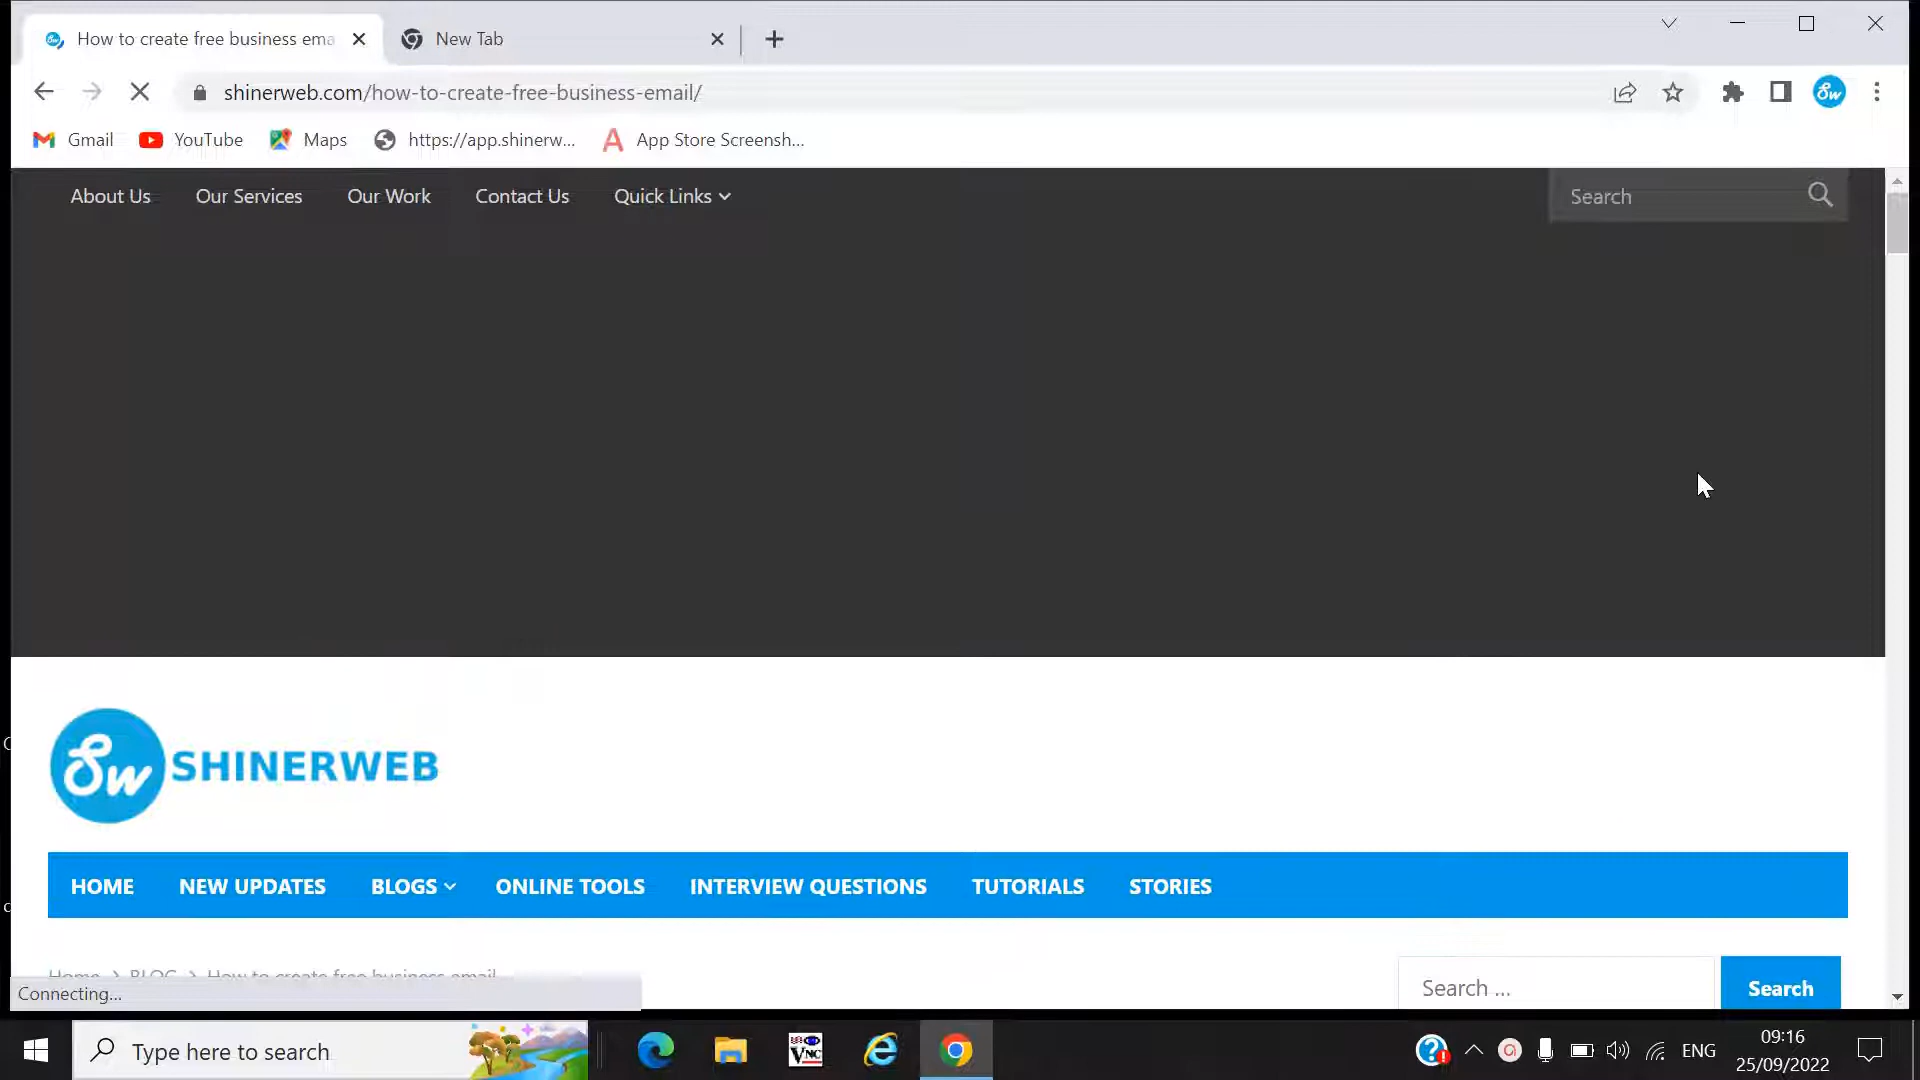 How to create free business ema
New Tab
shinerweb.com/how-to-create-free-business-email/
Sw
Gmail
YouTube
Maps
https://app.shinerw...
App Store Screensh...
About Us
Our Services
Our Work
Contact Us
Quick Links
Search
Sw SHINERWEB
HOME
NEW UPDATES
BLOGS
ONLINE TOOLS
INTERVIEW QUESTIONS
TUTORIALS
STORIES
Home > BLOG > How to create free business email
Search ...
Search
Connecting...
Type here to search
VNC
ENG
09:16
25/09/2022